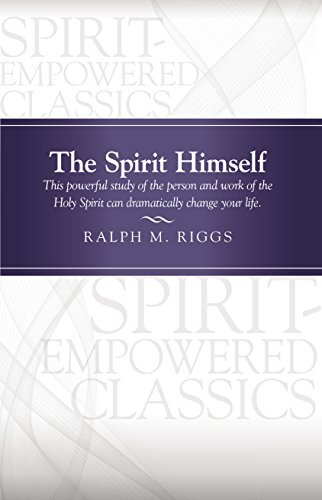 SPIRIT-
EMPOWERED
CLASSICS
The Spirit Himself
This powerful study of the person and work of the
Holy Spirit can dramatically change your life.
RALPH M. RIGGS
SPIRIT-
EMPOWERED
CLASSICS